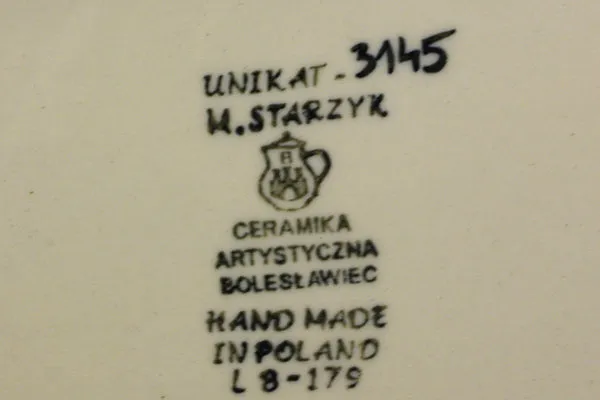 UNIKAT - 3145
M. STARZYK
A
CERAMIKA
ARTYSTYCZNA
BOLESŁAWIEC
HAND MADE
IN POLAND
L 8-179